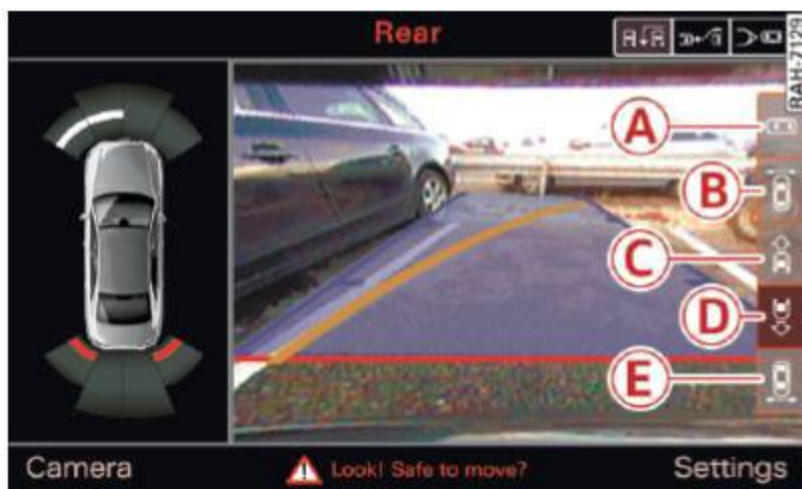 Rear
RAH-7129
A
B
C
D
E
Camera
Look! Safe to move?
Settings